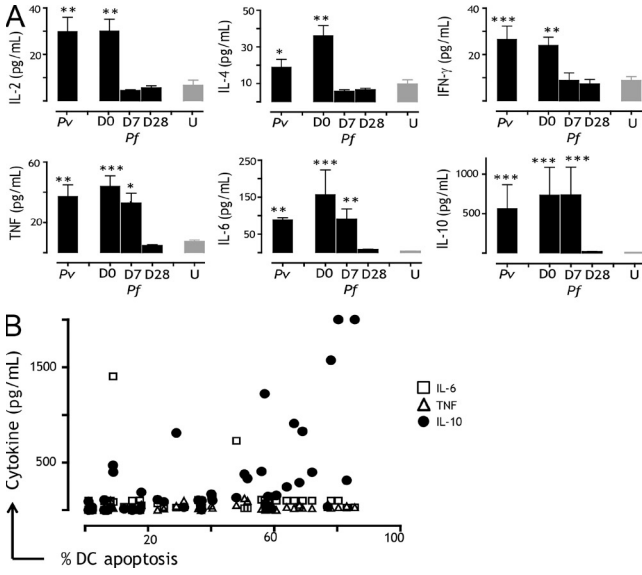 A
IL-2 (pg/mL)
40
20
**
**
Pv
D0
D7
D28
U
Pf
IL-4 (pg/mL)
50
30
10
*
**
Pv
D0
D7
D28
U
Pf
IFN-γ (pg/mL)
40
20
***
**
Pv
D0
D7
D28
U
Pf
TNF (pg/mL)
60
20
**
***
*
Pv
D0
D7
D28
U
Pf
IL-6 (pg/mL)
250
150
50
**
***
**
Pv
D0
D7
D28
U
Pf
IL-10 (pg/mL)
1000
500
***
***
***
Pv
D0
D7
D28
U
Pf
B
Cytokine (pg/mL)
1500
500
20
60
100
% DC apoptosis
IL-6
TNF
IL-10